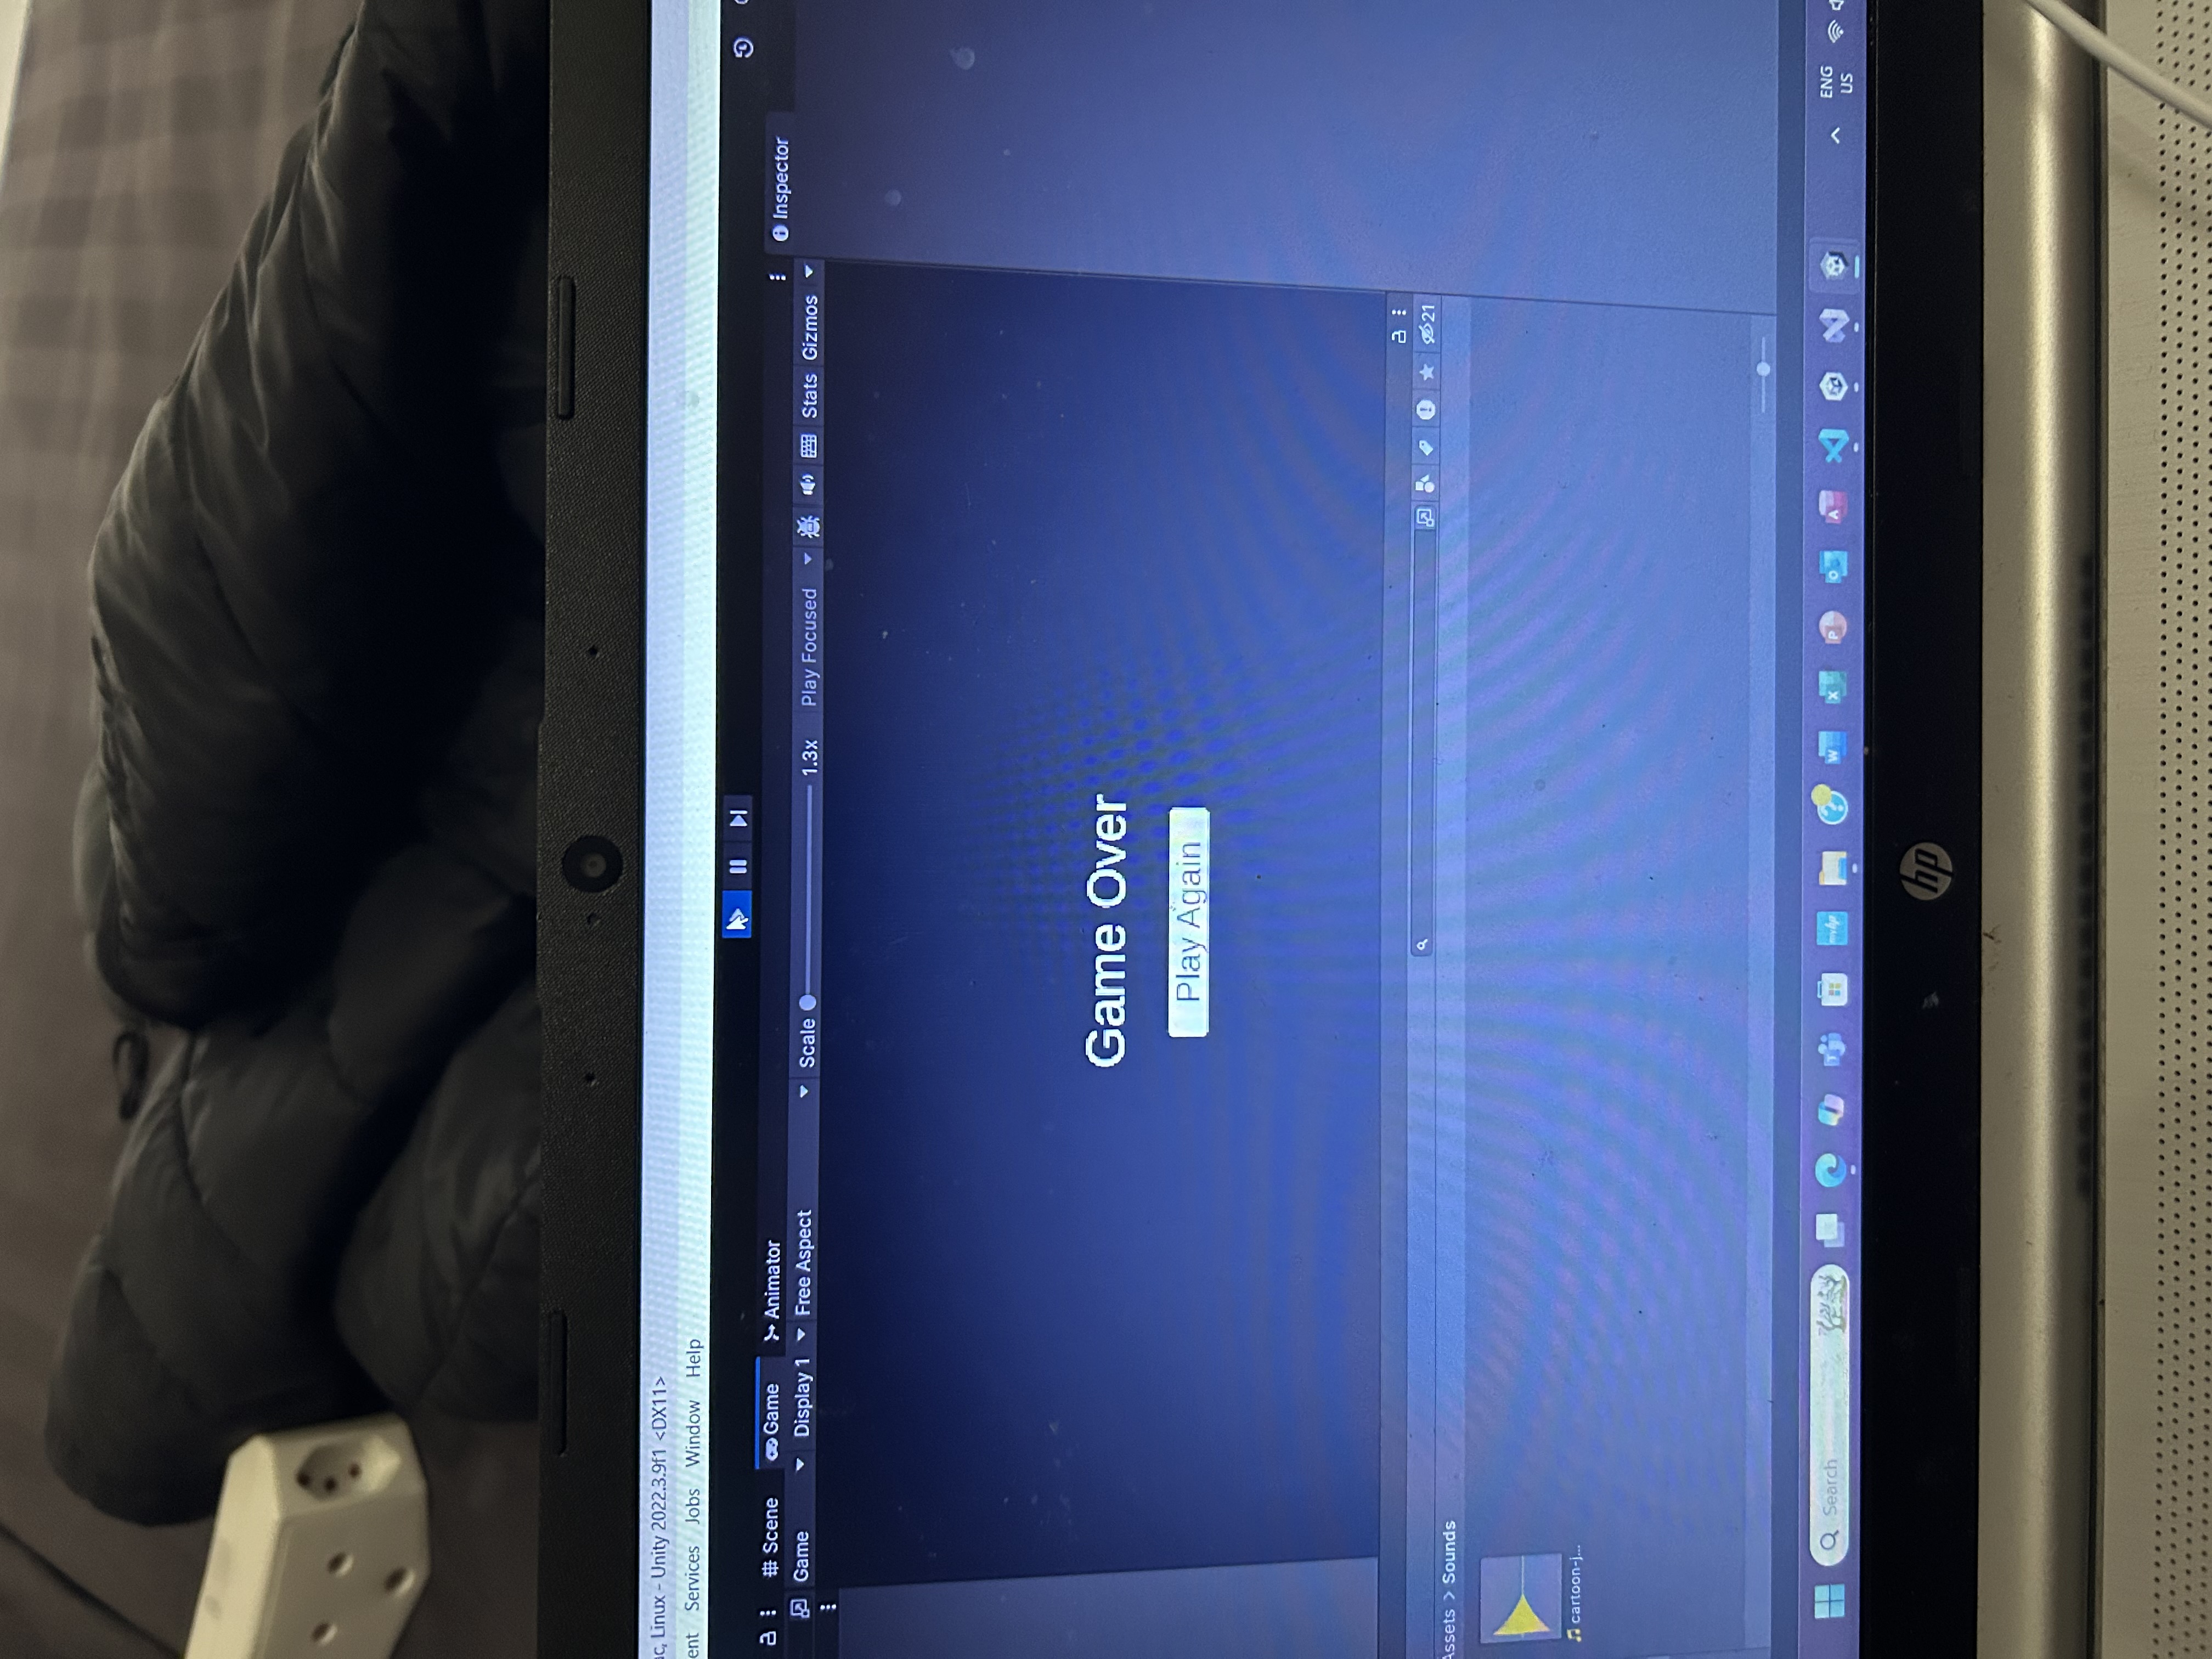 ac, Linux - Unity 2022.3.9f1 <DX11>
ent Services Jobs Window Help
Scene Game Animator
Inspector
Game Display 1 Free Aspect Scale 1.3x Play Focused Stats Gizmos
Game Over
Play Again
21
Assets > Sounds
cartoon-j...
Search
myhp
W
X
P
O
A
ENG
US
hp